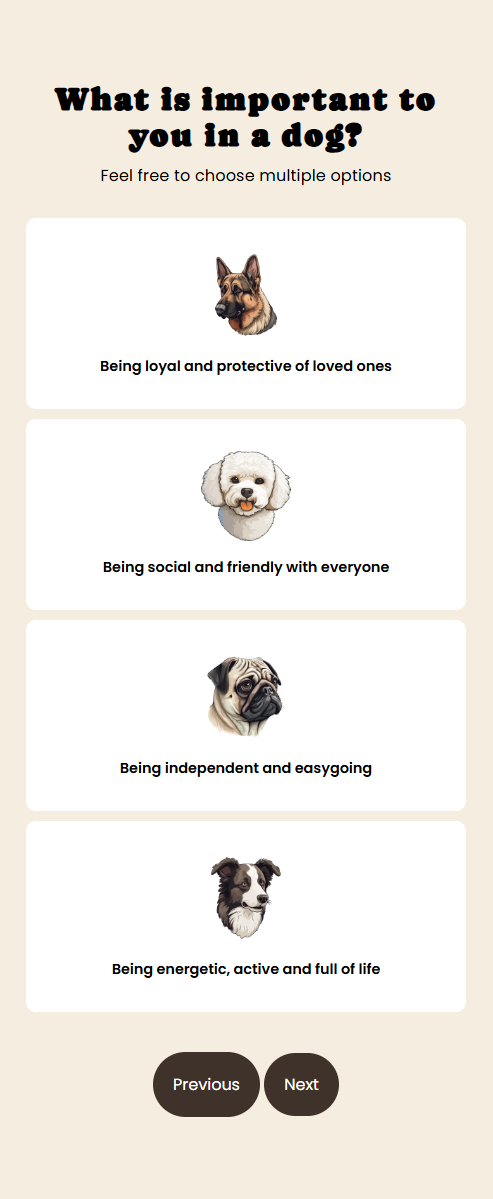 What is important to
you in a dog?
Feel free to choose multiple options
Being loyal and protective of loved ones
Being social and friendly with everyone
Being independent and easygoing
Being energetic, active and full of life
Previous
Next